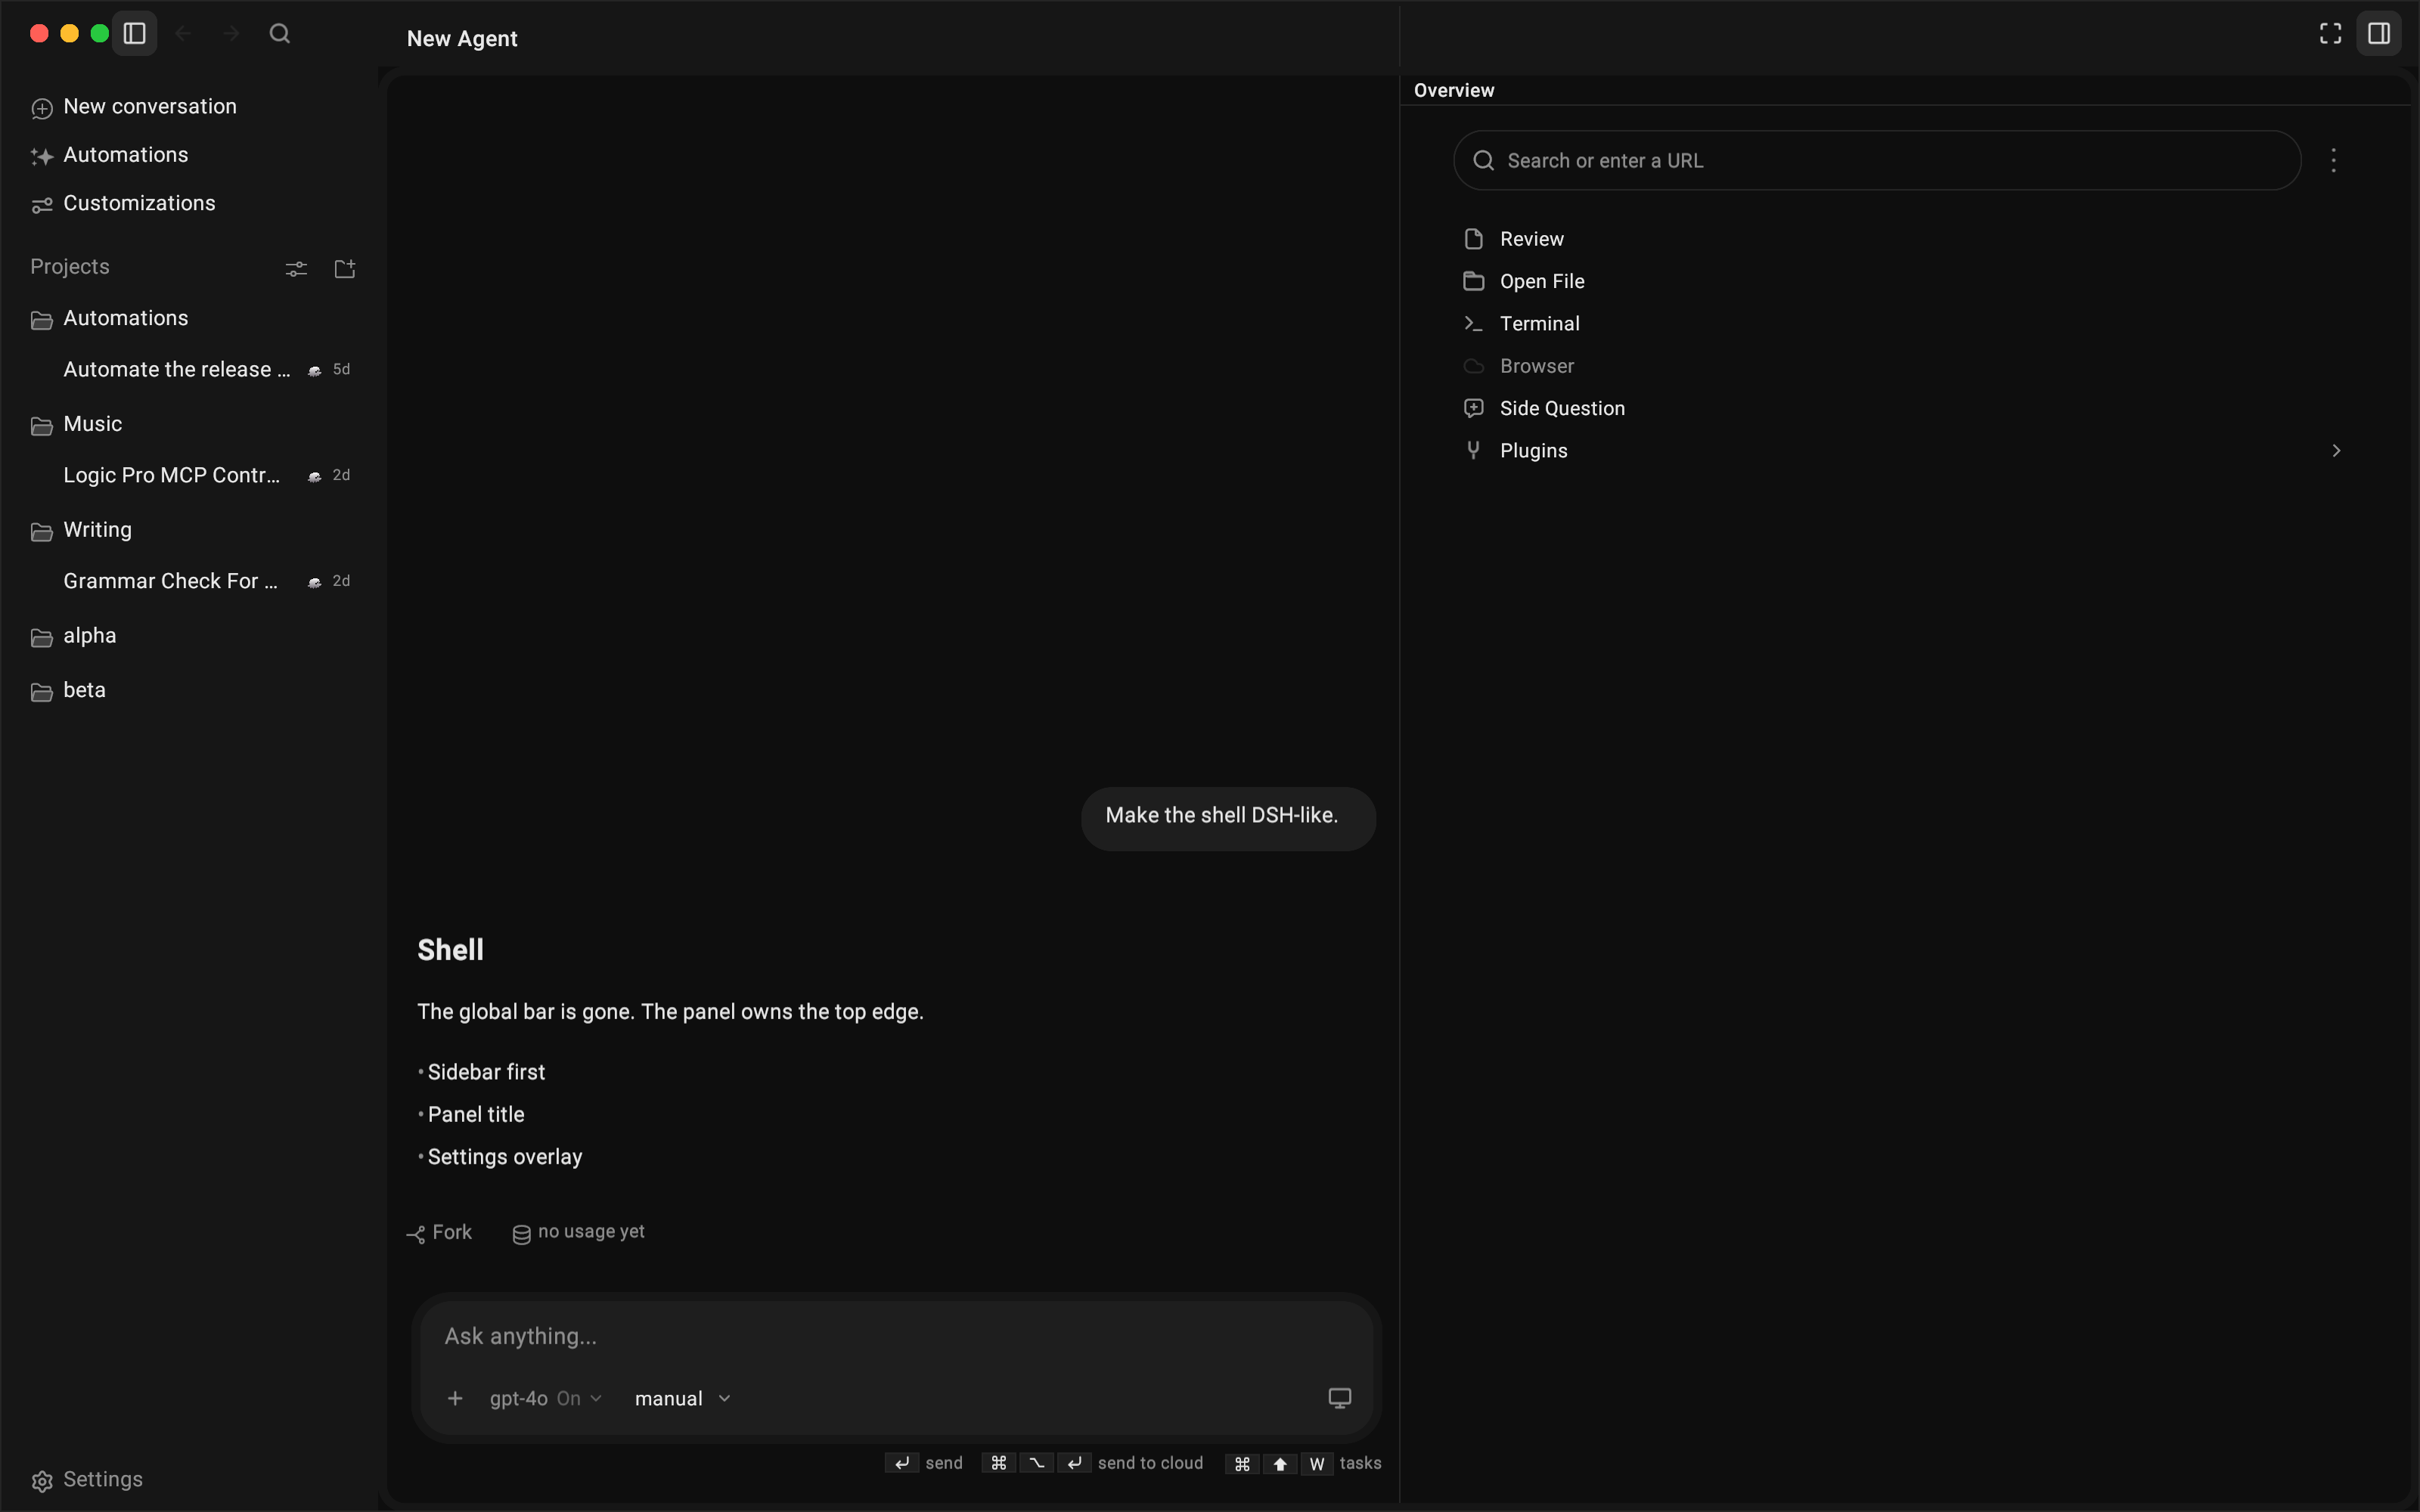 New Agent
New conversation
Automations
Customizations
Projects
Automations
Automate the release ... 5d
Music
Logic Pro MCP Contr... 2d
Writing
Grammar Check For ... 2d
alpha
beta
Settings
Make the shell DSH-like.
Shell
The global bar is gone. The panel owns the top edge.
• Sidebar first
• Panel title
• Settings overlay
Fork no usage yet
Ask anything...
gpt-4o On manual
send ⌘ ⌥ send to cloud ⌘ W tasks
Overview
Search or enter a URL
Review
Open File
Terminal
Browser
Side Question
Plugins